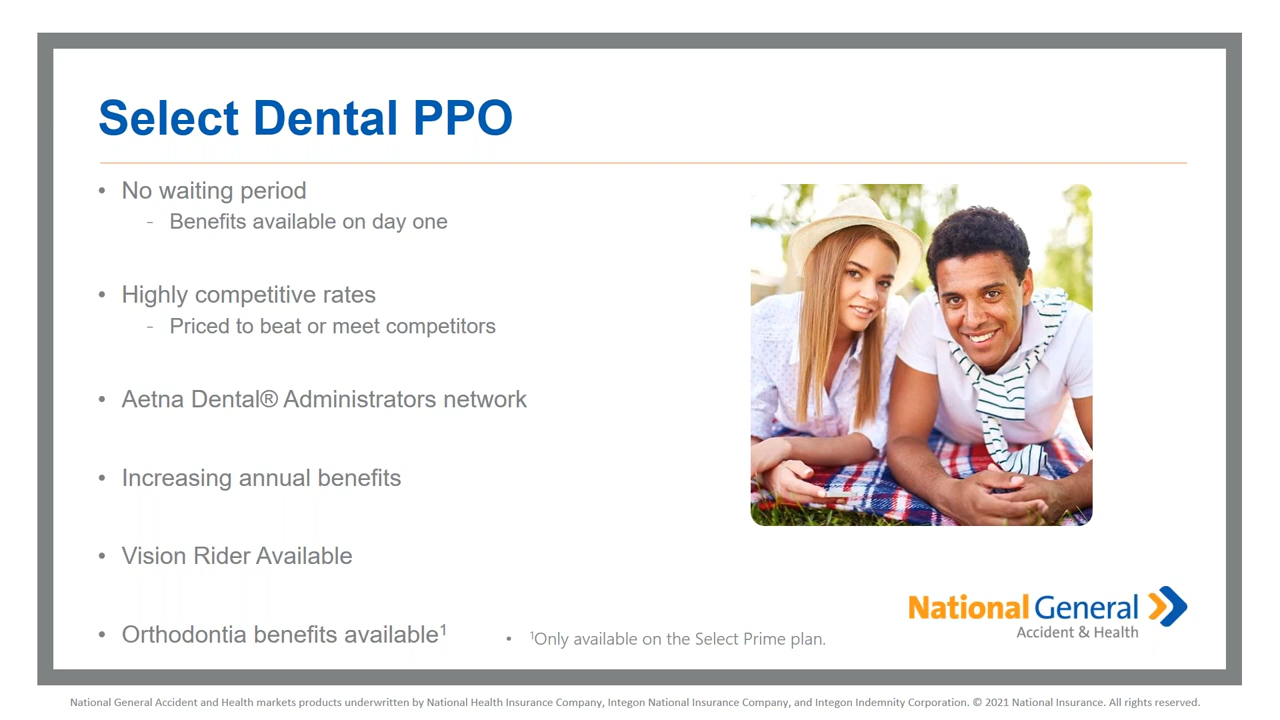 Select Dental PPO
• No waiting period
- Benefits available on day one
• Highly competitive rates
- Priced to beat or meet competitors
• Aetna Dental® Administrators network
• Increasing annual benefits
• Vision Rider Available
• Orthodontia benefits available¹
• ¹Only available on the Select Prime plan.
National General
Accident & Health
National General Accident and Health markets products underwritten by National Health Insurance Company, Integon National Insurance Company, and Integon Indemnity Corporation. © 2021 National Insurance. All rights reserved.